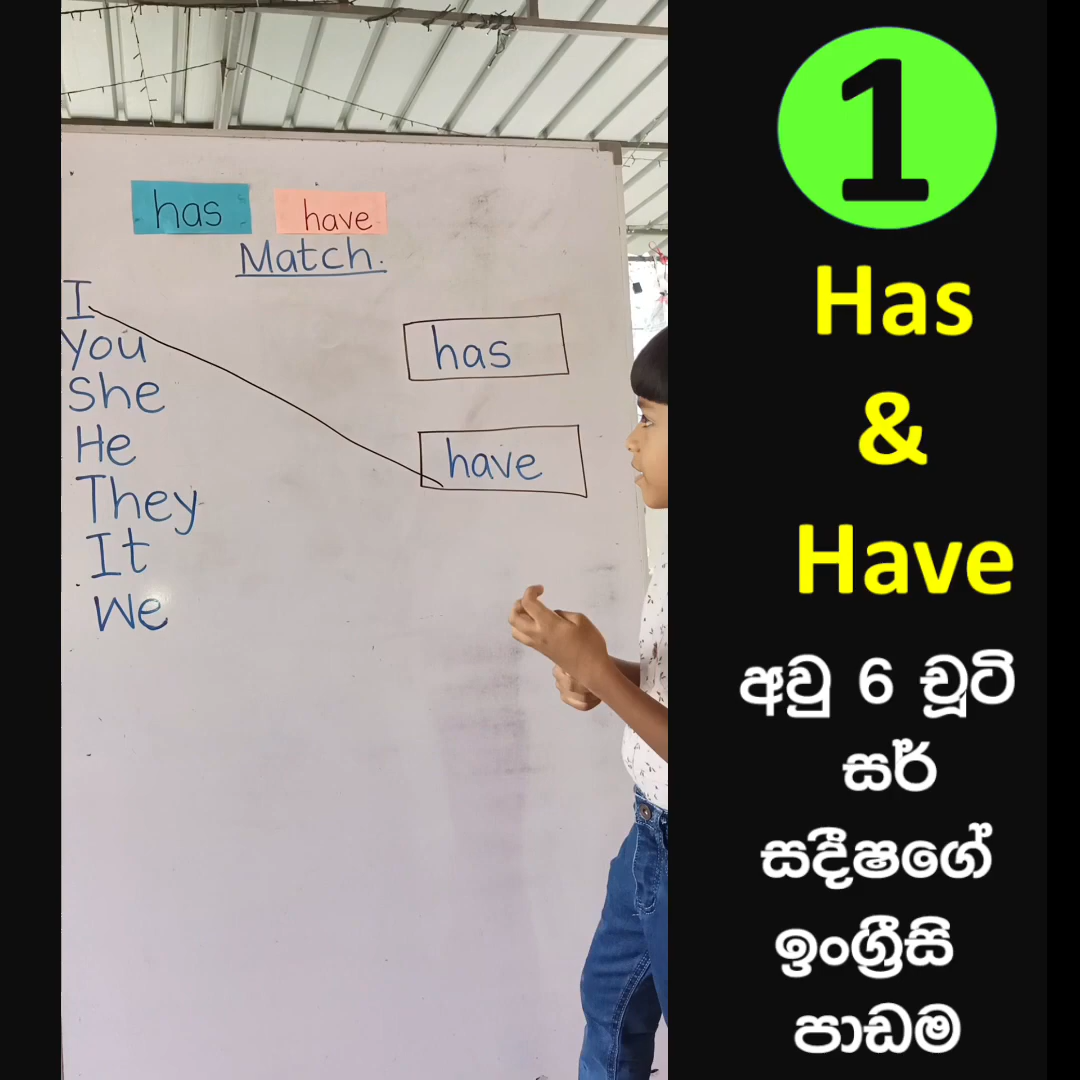 has have
Match.
I
You
She
He
They
It
We
has
have
1
Has
&
Have
අවු 6 චූටි
සර්
සදීෂගේ
ඉංග්‍රීසි
පාඩම